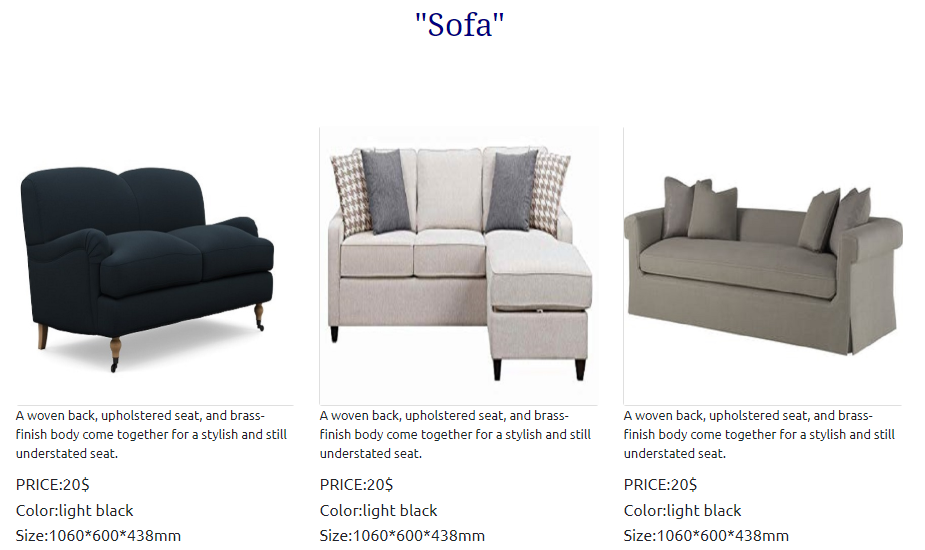 "Sofa"
A woven back, upholstered seat, and brass-
finish body come together for a stylish and still
understated seat.
PRICE:20$
Color:light black
Size:1060*600*438mm
A woven back, upholstered seat, and brass-
finish body come together for a stylish and still
understated seat.
PRICE:20$
Color:light black
Size:1060*600*438mm
A woven back, upholstered seat, and brass-
finish body come together for a stylish and still
understated seat.
PRICE:20$
Color:light black
Size:1060*600*438mm